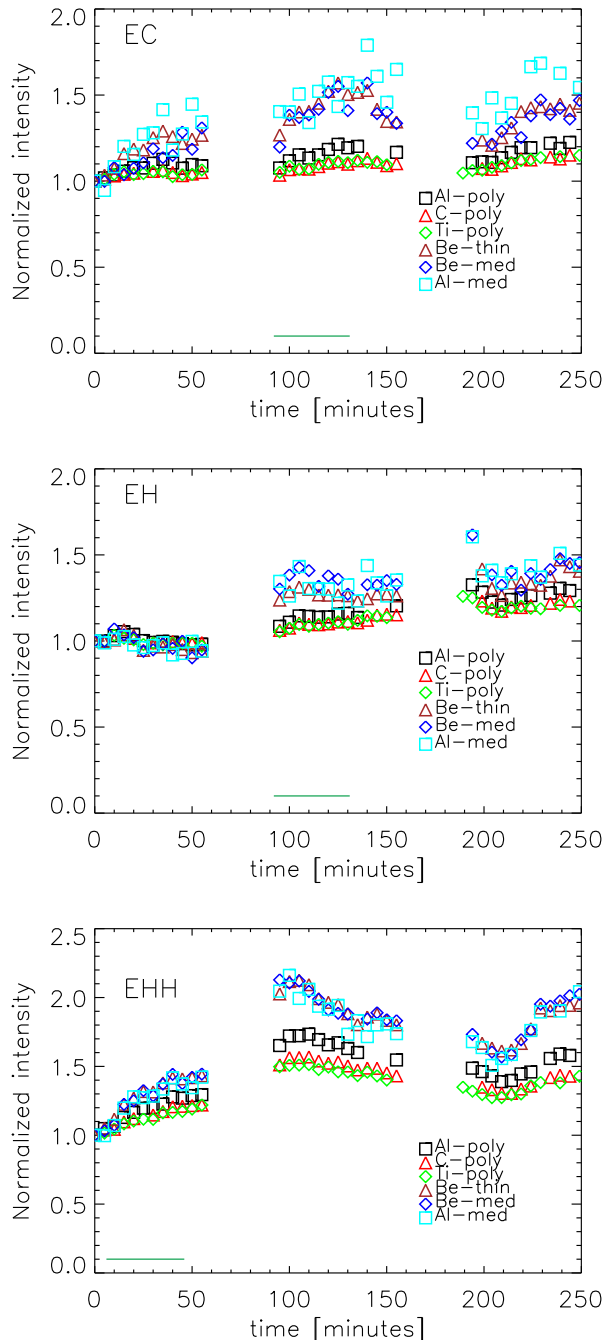 EC
Normalized intensity
2.0
1.5
1.0
0.5
0.0
Al-poly
C-poly
Ti-poly
Be-thin
Be-med
Al-med
0 50 100 150 200 250
time [minutes]
EH
Normalized intensity
2.0
1.5
1.0
0.5
0.0
Al-poly
C-poly
Ti-poly
Be-thin
Be-med
Al-med
0 50 100 150 200 250
time [minutes]
EHH
Normalized intensity
2.5
2.0
1.5
1.0
0.5
0.0
Al-poly
C-poly
Ti-poly
Be-thin
Be-med
Al-med
0 50 100 150 200 250
time [minutes]